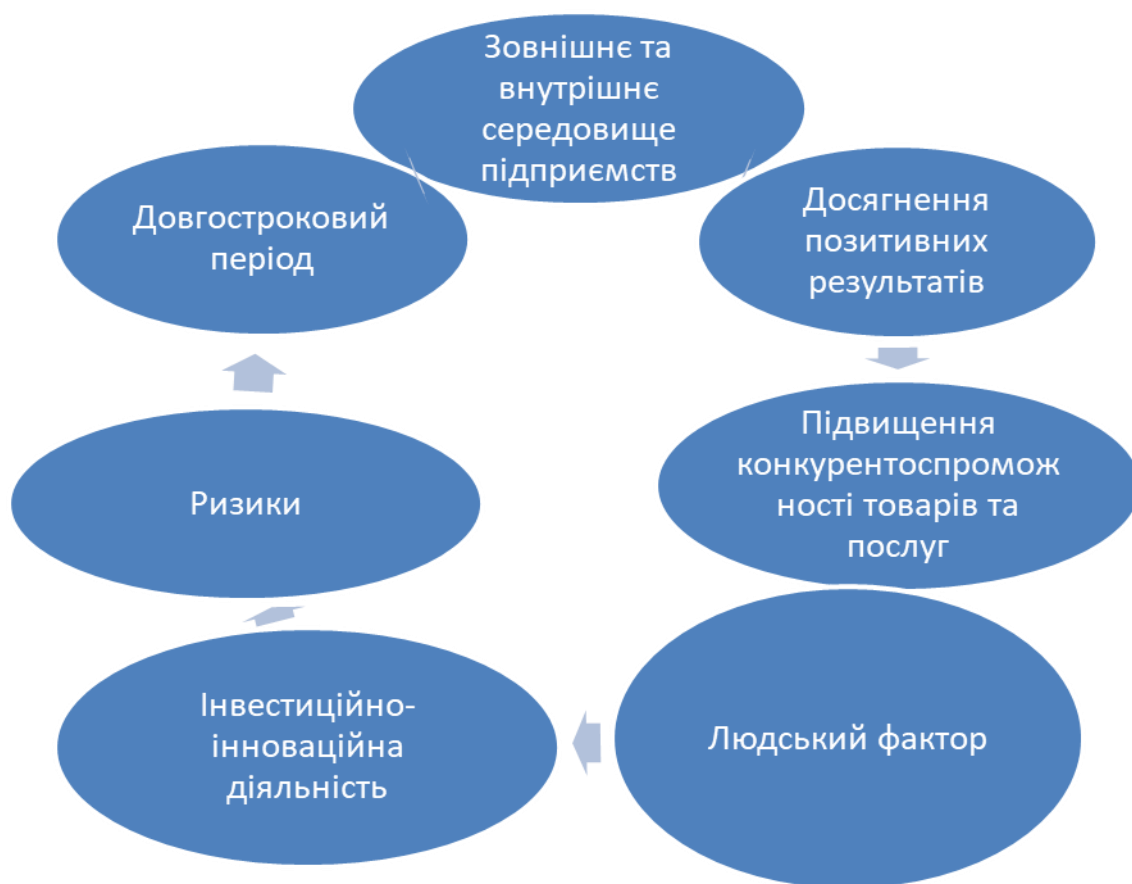 Зовнішнє та
внутрішнє
середовище
підприємств
Досягнення
позитивних
результатів
Підвищення
конкурентоспромож
ності товарів та
послуг
Людський фактор
Інвестиційно-
інноваційна
діяльність
Ризики
Довгостроковий
період